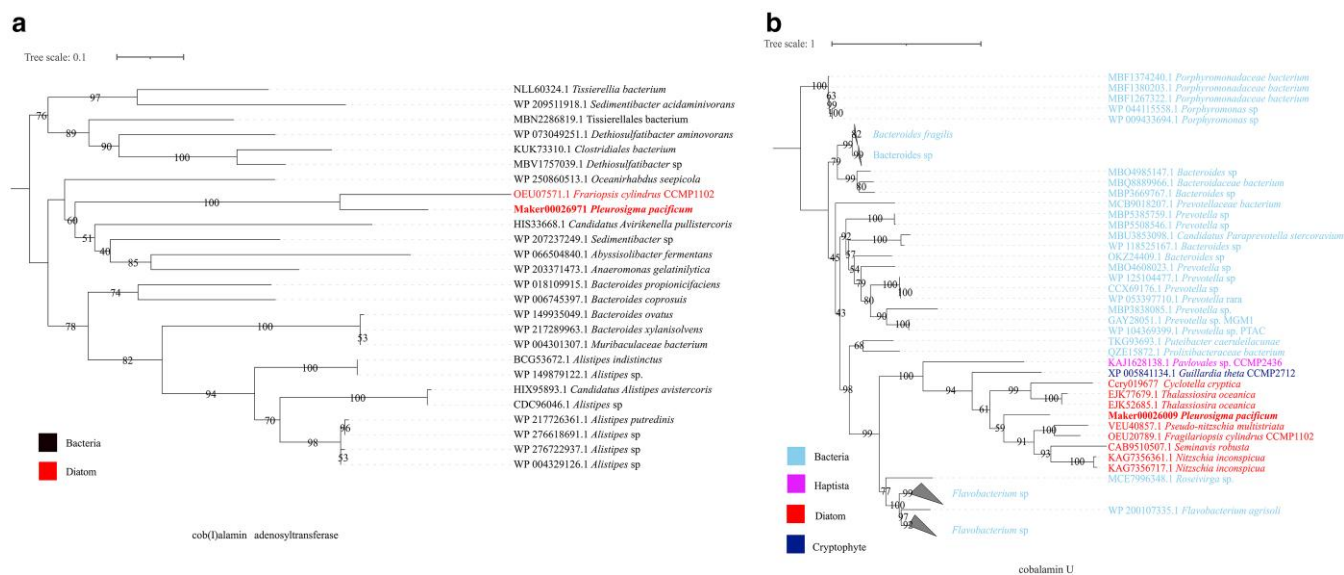 a
Tree scale: 0.1
NLL60324.1 Tissierellia bacterium
WP 209511918.1 Sedimentibacter acidaminivorans
MBN2286819.1 Tissierellales bacterium
WP 073049251.1 Dethiosulfatibacter aminovorans
KUK73310.1 Clostridiales bacterium
MBV1757039.1 Dethiosulfatibacter sp
WP 250860513.1 Oceanirhabdus seepicola
OEU07571.1 Frariopsis cylindrus CCMP1102
Maker00026971 Pleurosigma pacificum
HIS33668.1 Candidatus Avirikenella pullistercoris
WP 207237249.1 Sedimentibacter sp
WP 066504840.1 Abyssisolibacter fermentans
WP 203371473.1 Anaeromonas gelatinilytica
WP 018109915.1 Bacteroides propionicifaciens
WP 006745397.1 Bacteroides coprosuis
WP 149935049.1 Bacteroides ovatus
WP 217289963.1 Bacteroides xylanisolvens
WP 004301307.1 Muribaculaceae bacterium
BCG53672.1 Alistipes indistinctus
WP 149879122.1 Alistipes sp.
HIX95893.1 Candidatus Alistipes avistercoris
CDC96046.1 Alistipes sp
WP 217726361.1 Alistipes putredinis
WP 276618691.1 Alistipes sp
WP 276722937.1 Alistipes sp
WP 004329126.1 Alistipes sp
97
76
89
90
100
100
60
51
40
85
74
78
100
53
82
100
94
100
70
96
98
53
Bacteria
Diatom
cob(I)alamin adenosyltransferase
b
Tree scale: 1
MBF1374240.1 Porphyromonadaceae bacterium
MBF1380203.1 Porphyromonadaceae bacterium
MBF1267322.1 Porphyromonadaceae bacterium
WP 044115558.1 Porphyromonas sp
WP 009433694.1 Porphyromonas sp
Bacteroides fragilis
Bacteroides sp
MBO4985147.1 Bacteroides sp
MBQ8889966.1 Bacteroidaceae bacterium
MBP3669767.1 Bacteroides sp
MCB9018207.1 Prevotellaceae bacterium
MBP5385759.1 Prevotella sp
MBP5508546.1 Prevotella sp
MBU3853098.1 Candidatus Paraprevotella stercoravium
WP 118525167.1 Bacteroides sp
OKZ24409.1 Bacteroides sp
MBO4608023.1 Prevotella sp
WP 125104477.1 Prevotella sp
CCX69176.1 Prevotella sp
WP 053397710.1 Prevotella rara
MBP3838085.1 Prevotella sp.
GAY28051.1 Prevotella sp. MGM1
WP 104369399.1 Prevotella sp. PTAC
TKG93693.1 Puteibacter caeruleilacunae
QZE15872.1 Prolixibacteraceae bacterium
KAJ1628138.1 Pavlovales sp. CCMP2436
XP 005841134.1 Guillardia theta CCMP2712
Ccry019677 Cyclotella cryptica
EJK77679.1 Thalassiosira oceanica
EJK52685.1 Thalassiosira oceanica
Maker00026009 Pleurosigma pacificum
VEU40857.1 Pseudo-nitzschia multistriata
OEU20789.1 Fragilariopsis cylindrus CCMP1102
CAB9510507.1 Seminavis robusta
KAG7356361.1 Nitzschia inconspicua
KAG7356717.1 Nitzschia inconspicua
MCE7996348.1 Roseivirga sp.
Flavobacterium sp
WP 200107335.1 Flavobacterium agrisoli
Flavobacterium sp
100
63
99
100
82
99
99
79
99
80
100
92
100
45
57
54
79
100
80
90
100
43
68
98
100
94
99
100
61
59
100
91
93
100
99
77
99
100
97
92
Bacteria
Haptista
Diatom
Cryptophyte
cobalamin U